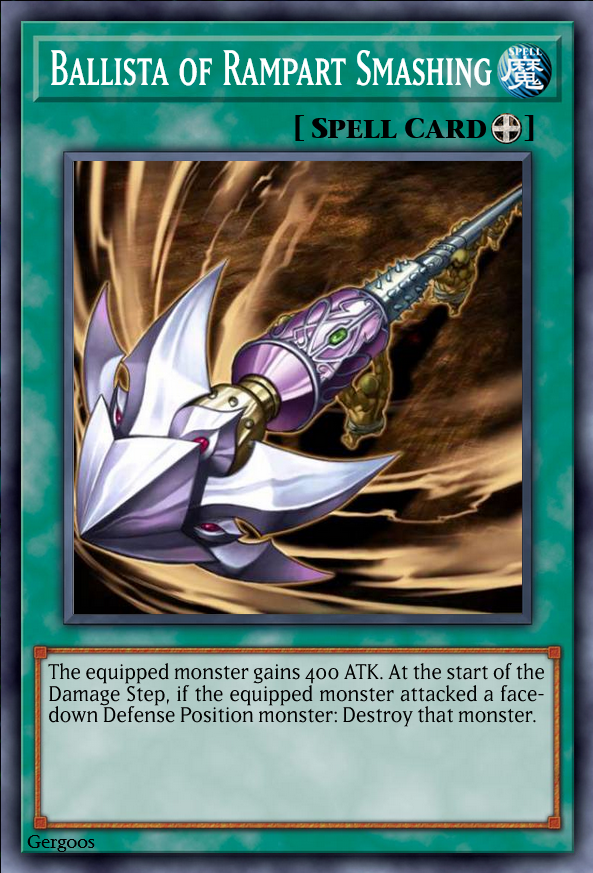 BALLISTA OF RAMPART SMASHING
SPELL
魔
[ SPELL CARD ]
The equipped monster gains 400 ATK. At the start of the
Damage Step, if the equipped monster attacked a face-
down Defense Position monster: Destroy that monster.
Gergoos